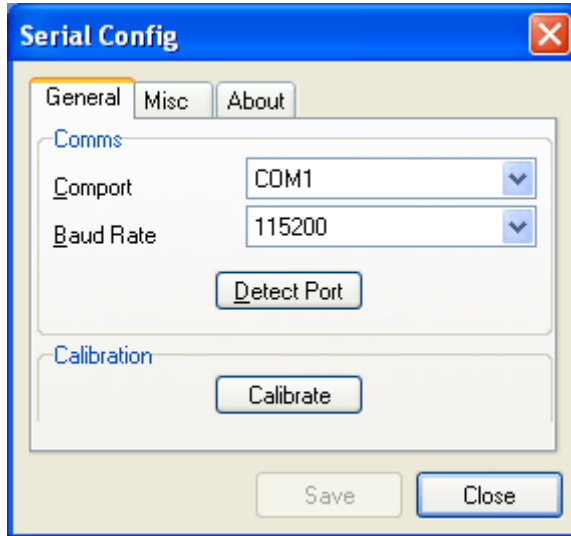 Serial Config
General Misc About
Comms
Comport COM1
Baud Rate 115200
Detect Port
Calibration
Calibrate
Save Close